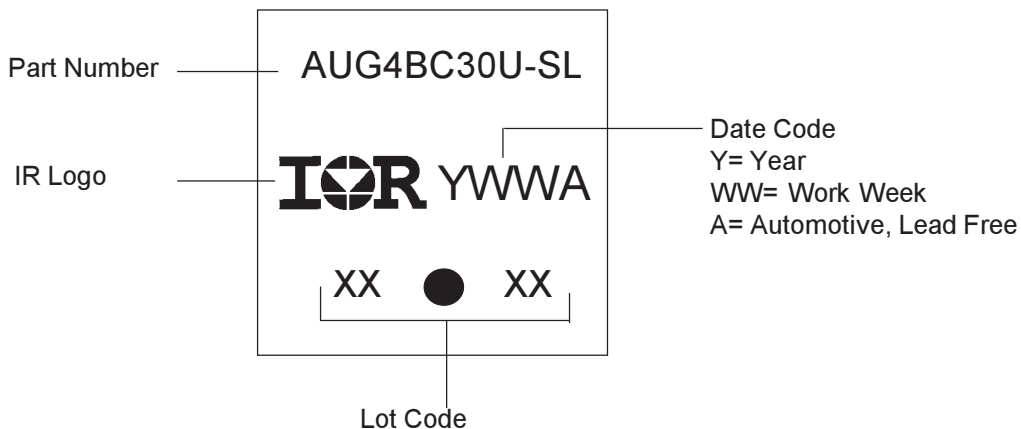 Part Number
AUG4BC30U-SL
IR Logo
IOR YWWA
Date Code
Y= Year
WW= Work Week
A= Automotive, Lead Free
XX XX
Lot Code